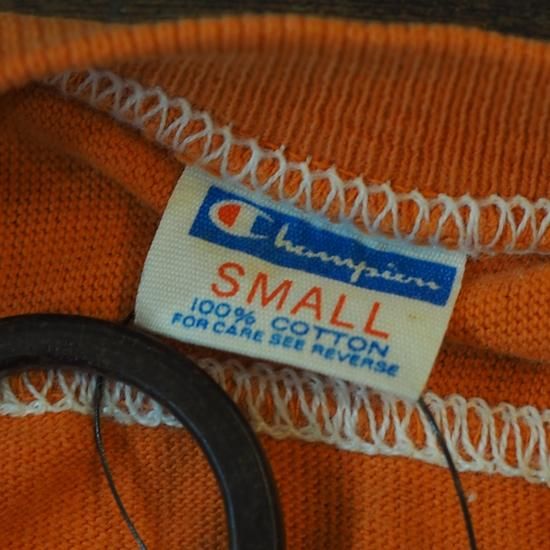 Champion
SMALL
100% COTTON
FOR CARE SEE REVERSE